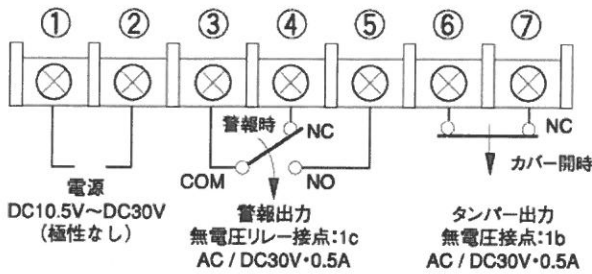 ① ② ③ ④ ⑤ ⑥ ⑦
警報時
NC
COM
NO
NC
カバー開時
電源
DC10.5V～DC30V
(極性なし)
警報出力
無電圧リレー接点:1c
AC / DC30V・0.5A
タンパー出力
無電圧接点:1b
AC / DC30V・0.5A